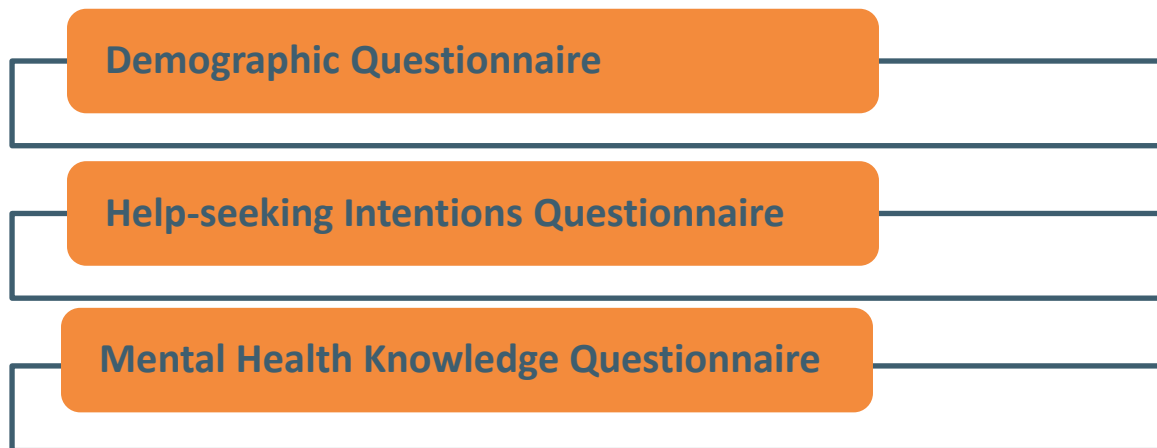 Demographic Questionnaire
Help-seeking Intentions Questionnaire
Mental Health Knowledge Questionnaire